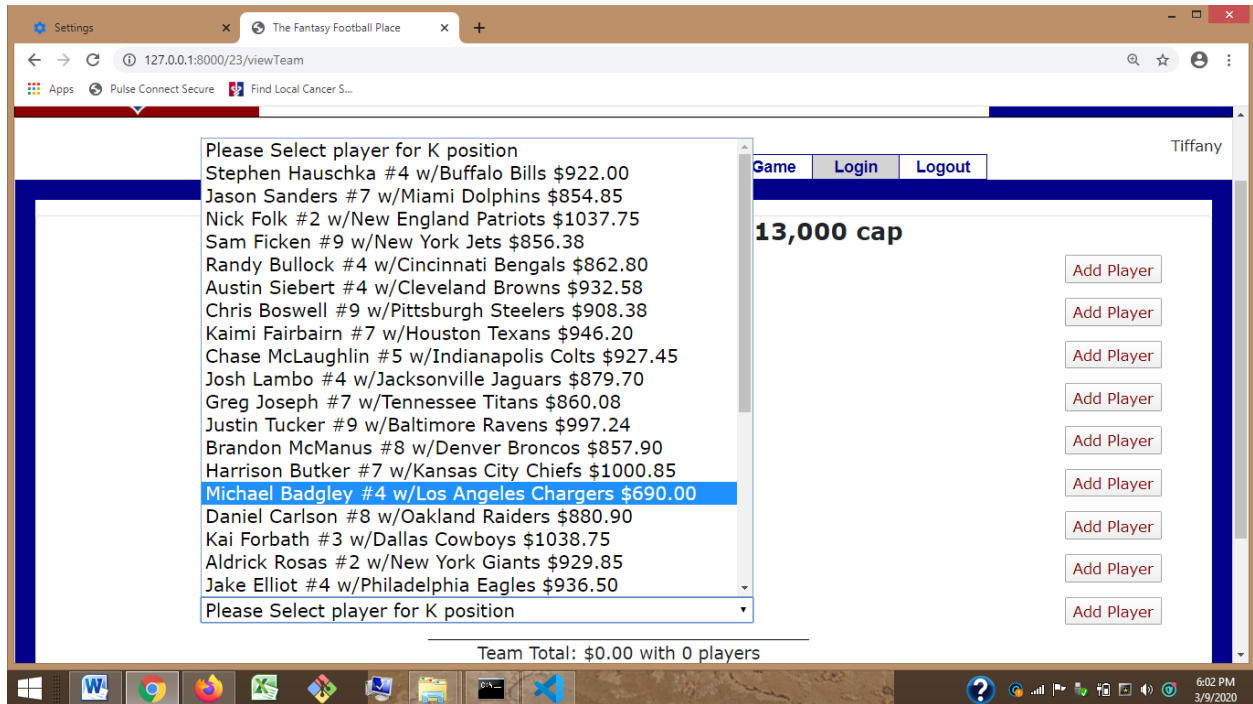 Settings
The Fantasy Football Place
127.0.0.1:8000/23/viewTeam
Apps
Pulse Connect Secure
Find Local Cancer S...
Tiffany
Game
Login
Logout
13,000 cap
Please Select player for K position
Stephen Hauschka #4 w/Buffalo Bills $922.00
Jason Sanders #7 w/Miami Dolphins $854.85
Nick Folk #2 w/New England Patriots $1037.75
Sam Ficken #9 w/New York Jets $856.38
Randy Bullock #4 w/Cincinnati Bengals $862.80
Austin Siebert #4 w/Cleveland Browns $932.58
Chris Boswell #9 w/Pittsburgh Steelers $908.38
Kaimi Fairbairn #7 w/Houston Texans $946.20
Chase McLaughlin #5 w/Indianapolis Colts $927.45
Josh Lambo #4 w/Jacksonville Jaguars $879.70
Greg Joseph #7 w/Tennessee Titans $860.08
Justin Tucker #9 w/Baltimore Ravens $997.24
Brandon McManus #8 w/Denver Broncos $857.90
Harrison Butker #7 w/Kansas City Chiefs $1000.85
Michael Badgley #4 w/Los Angeles Chargers $690.00
Daniel Carlson #8 w/Oakland Raiders $880.90
Kai Forbath #3 w/Dallas Cowboys $1038.75
Aldrick Rosas #2 w/New York Giants $929.85
Jake Elliot #4 w/Philadelphia Eagles $936.50
Please Select player for K position
Add Player
Add Player
Add Player
Add Player
Add Player
Add Player
Add Player
Add Player
Add Player
Team Total: $0.00 with 0 players
6:02 PM
3/9/2020